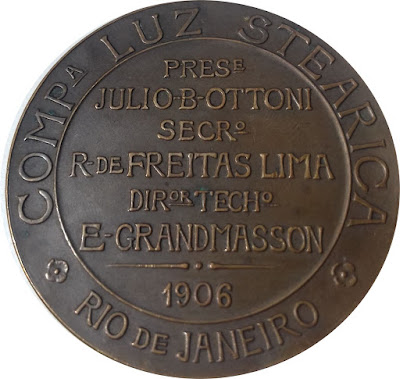 COMPA LUZ STEARICA
PRESE
JULIO-B-OTTONI
SECRO
R-DE FREITAS LIMA
DIROR TECHO
E-GRANDMASSON
1906
RIO DE JANEIRO